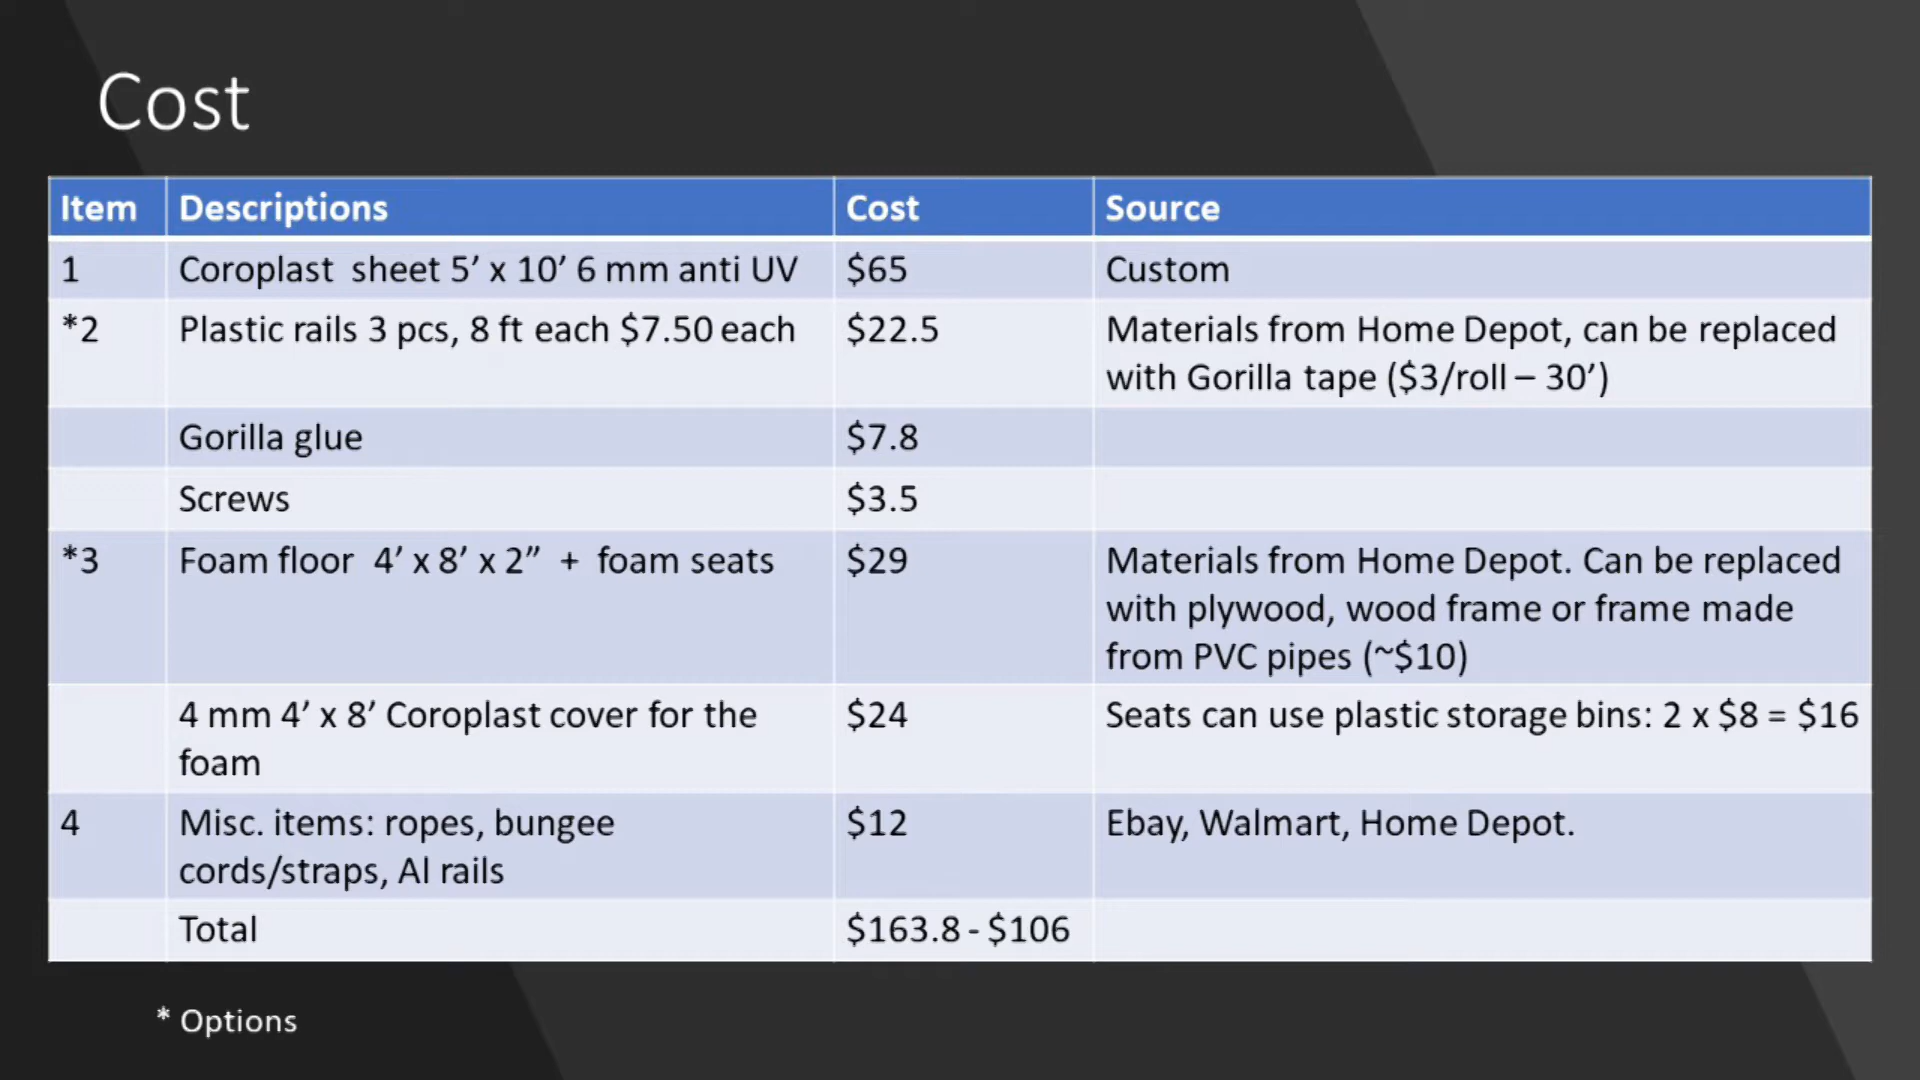 Cost
Item Descriptions Cost Source
1 Coroplast sheet 5’ x 10’ 6 mm anti UV $65 Custom
*2 Plastic rails 3 pcs, 8 ft each $7.50 each $22.5 Materials from Home Depot, can be replaced
with Gorilla tape ($3/roll – 30’)
Gorilla glue $7.8
Screws $3.5
*3 Foam floor 4’ x 8’ x 2” + foam seats $29 Materials from Home Depot. Can be replaced
with plywood, wood frame or frame made
from PVC pipes (~$10)
4 mm 4’ x 8’ Coroplast cover for the $24 Seats can use plastic storage bins: 2 x $8 = $16
foam
4 Misc. items: ropes, bungee $12 Ebay, Walmart, Home Depot.
cords/straps, Al rails
Total $163.8 - $106
* Options